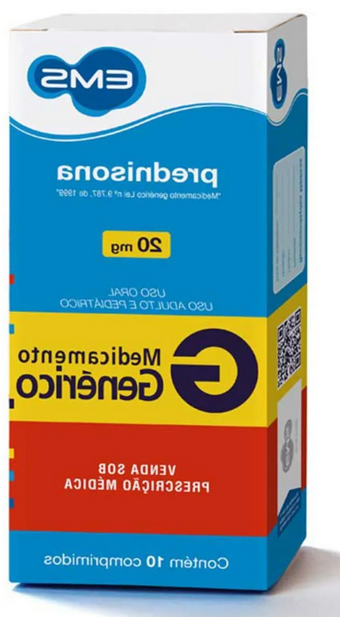 EMS
prednisona
"Medicamento genérico Lei nº 9.787, de 1999"
20 mg
USO ORAL
USO ADULTO E PEDIÁTRICO
G
Medicamento
Genérico
VENDA SOB
PRESCRIÇÃO MÉDICA
Contém 10 comprimidos
EMS